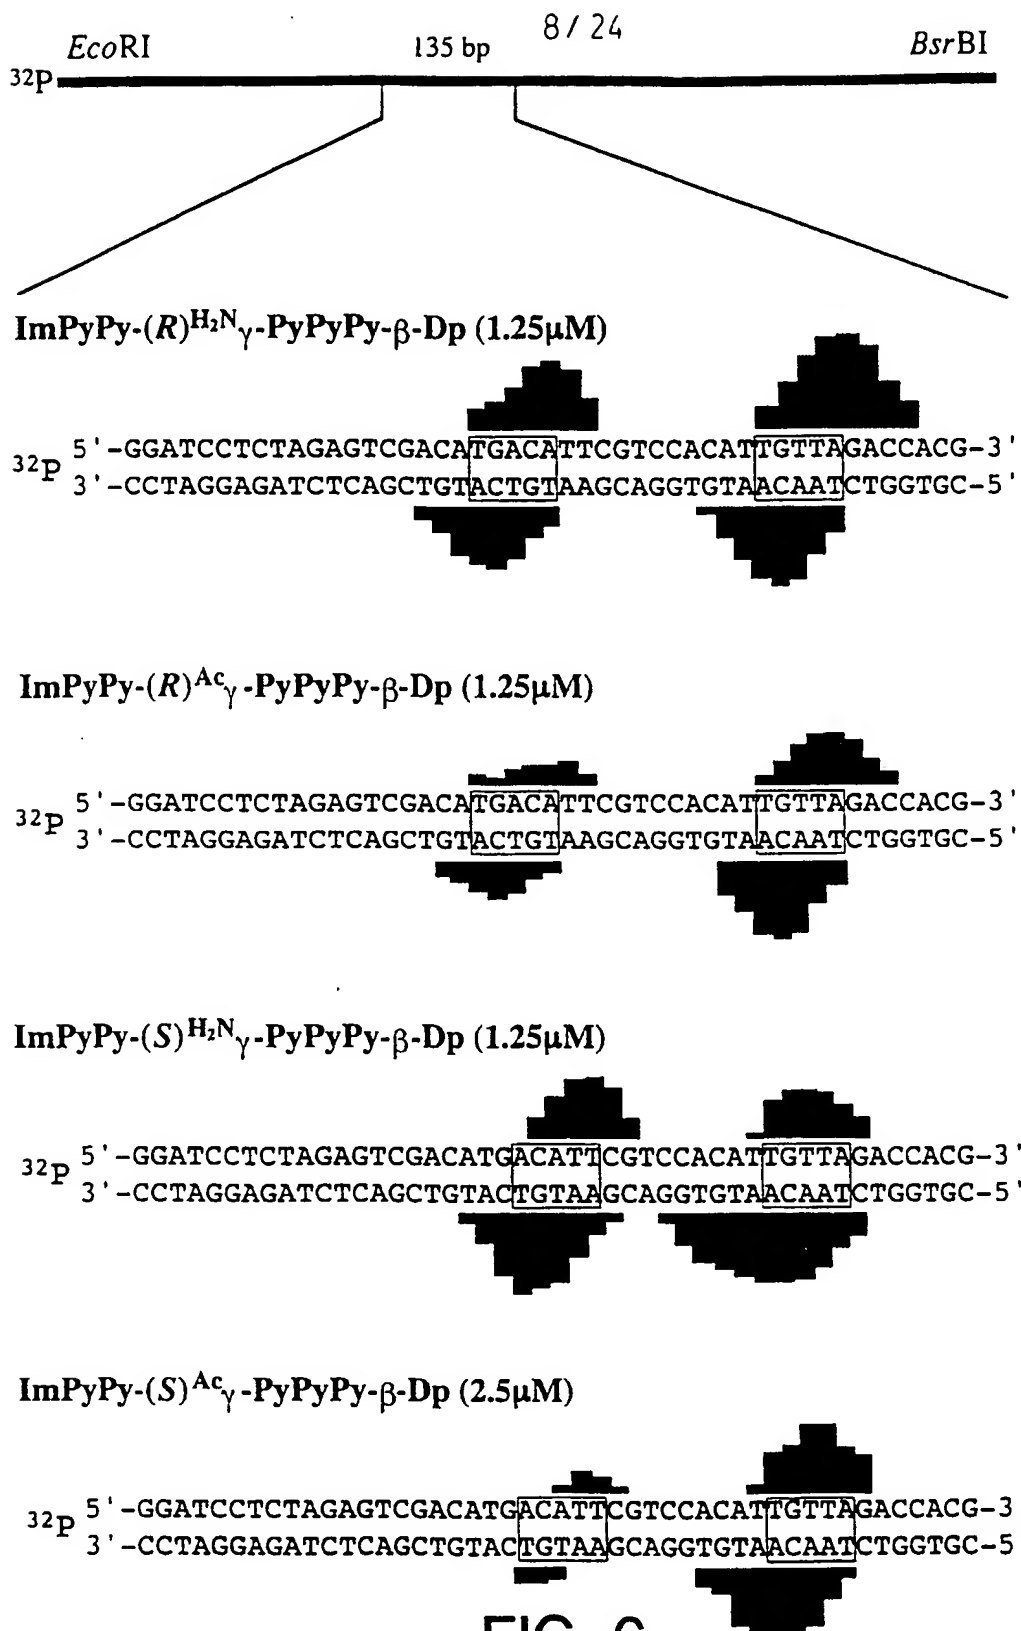 8/24
EcoRI 135 bp BsrBI
32P
ImPyPy-(R)H₂Nγ-PyPyPy-β-Dp (1.25μM)
5'-GGATCCTCTAGAGTCGACATGACATTCGTCCACATTGTTAGACCACG-3'
32P
3'-CCTAGGAGATCTCAGCTGTACTGTAAGCAGGTGTAACAATCTGGTGC-5'
ImPyPy-(R)Acγ-PyPyPy-β-Dp (1.25μM)
5'-GGATCCTCTAGAGTCGACATGACATTCGTCCACATTGTTAGACCACG-3'
32P
3'-CCTAGGAGATCTCAGCTGTACTGTAAGCAGGTGTAACAATCTGGTGC-5'
ImPyPy-(S)H₂Nγ-PyPyPy-β-Dp (1.25μM)
5'-GGATCCTCTAGAGTCGACATGACATTCGTCCACATTGTTAGACCACG-3'
32P
3'-CCTAGGAGATCTCAGCTGTACTGTAAGCAGGTGTAACAATCTGGTGC-5'
ImPyPy-(S)Acγ-PyPyPy-β-Dp (2.5μM)
5'-GGATCCTCTAGAGTCGACATGACATTCGTCCACATTGTTAGACCACG-3
32P
3'-CCTAGGAGATCTCAGCTGTACTGTAAGCAGGTGTAACAATCTGGTGC-5
FIG